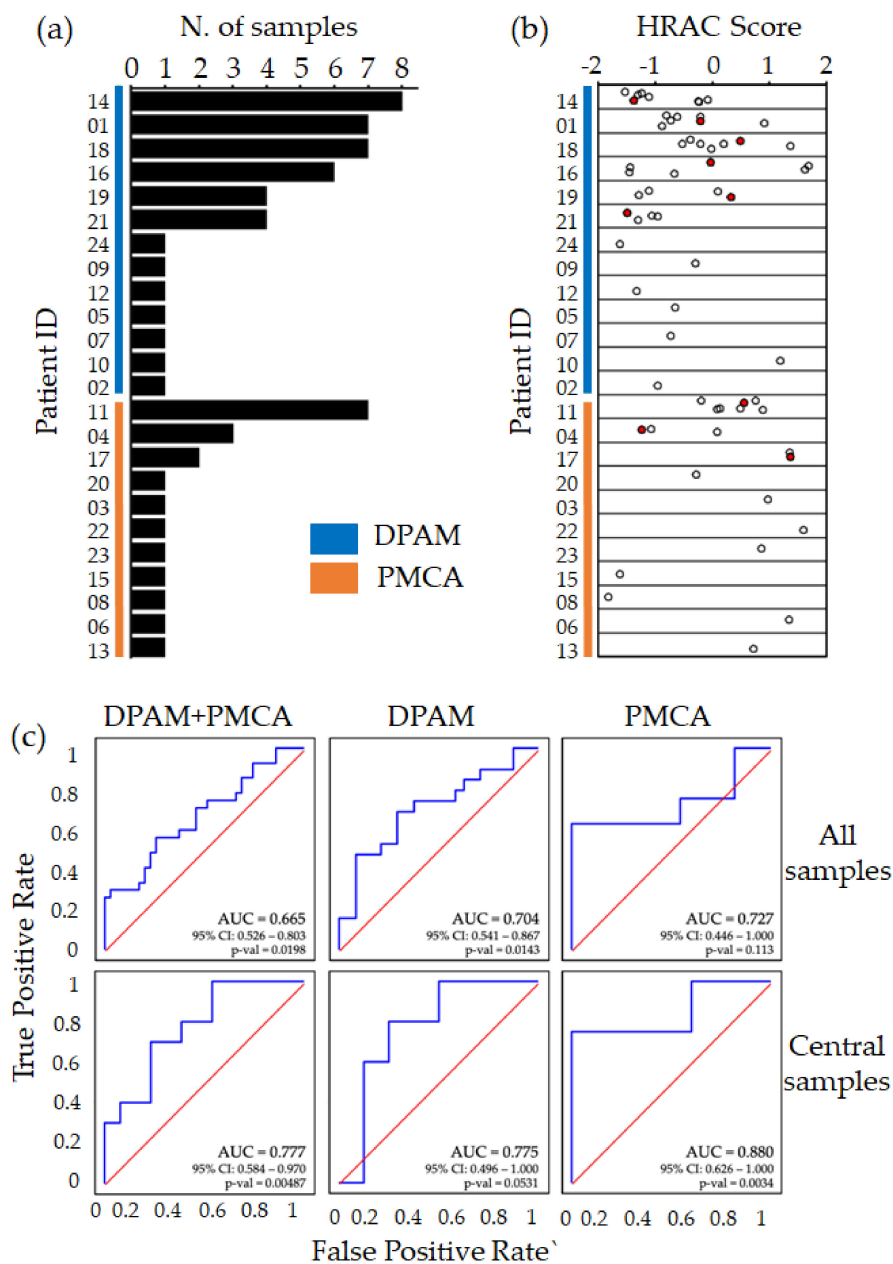 (a)
N. of samples
0 1 2 3 4 5 6 7 8
Patient ID
14
01
18
16
19
21
24
09
12
05
07
10
02
11
04
17
20
03
22
23
15
08
06
13
DPAM
PMCA
(b)
HRAC Score
-2 -1 0 1 2
Patient ID
14
01
18
16
19
21
24
09
12
05
07
10
02
11
04
17
20
03
22
23
15
08
06
13
(c)
DPAM+PMCA
DPAM
PMCA
True Positive Rate
1
0.8
0.6
0.4
0.2
0
AUC = 0.665
95% CI: 0.526 – 0.803
p-val = 0.0198
AUC = 0.704
95% CI: 0.541 – 0.867
p-val = 0.0143
AUC = 0.727
95% CI: 0.446 – 1.000
p-val = 0.113
All
samples
1
0.8
0.6
0.4
0.2
0
AUC = 0.777
95% CI: 0.584 – 0.970
p-val = 0.00487
AUC = 0.775
95% CI: 0.496 – 1.000
p-val = 0.0531
AUC = 0.880
95% CI: 0.626 – 1.000
p-val = 0.0034
Central
samples
0 0.2 0.4 0.6 0.8 1
0 0.2 0.4 0.6 0.8 1
0 0.2 0.4 0.6 0.8 1
False Positive Rate`